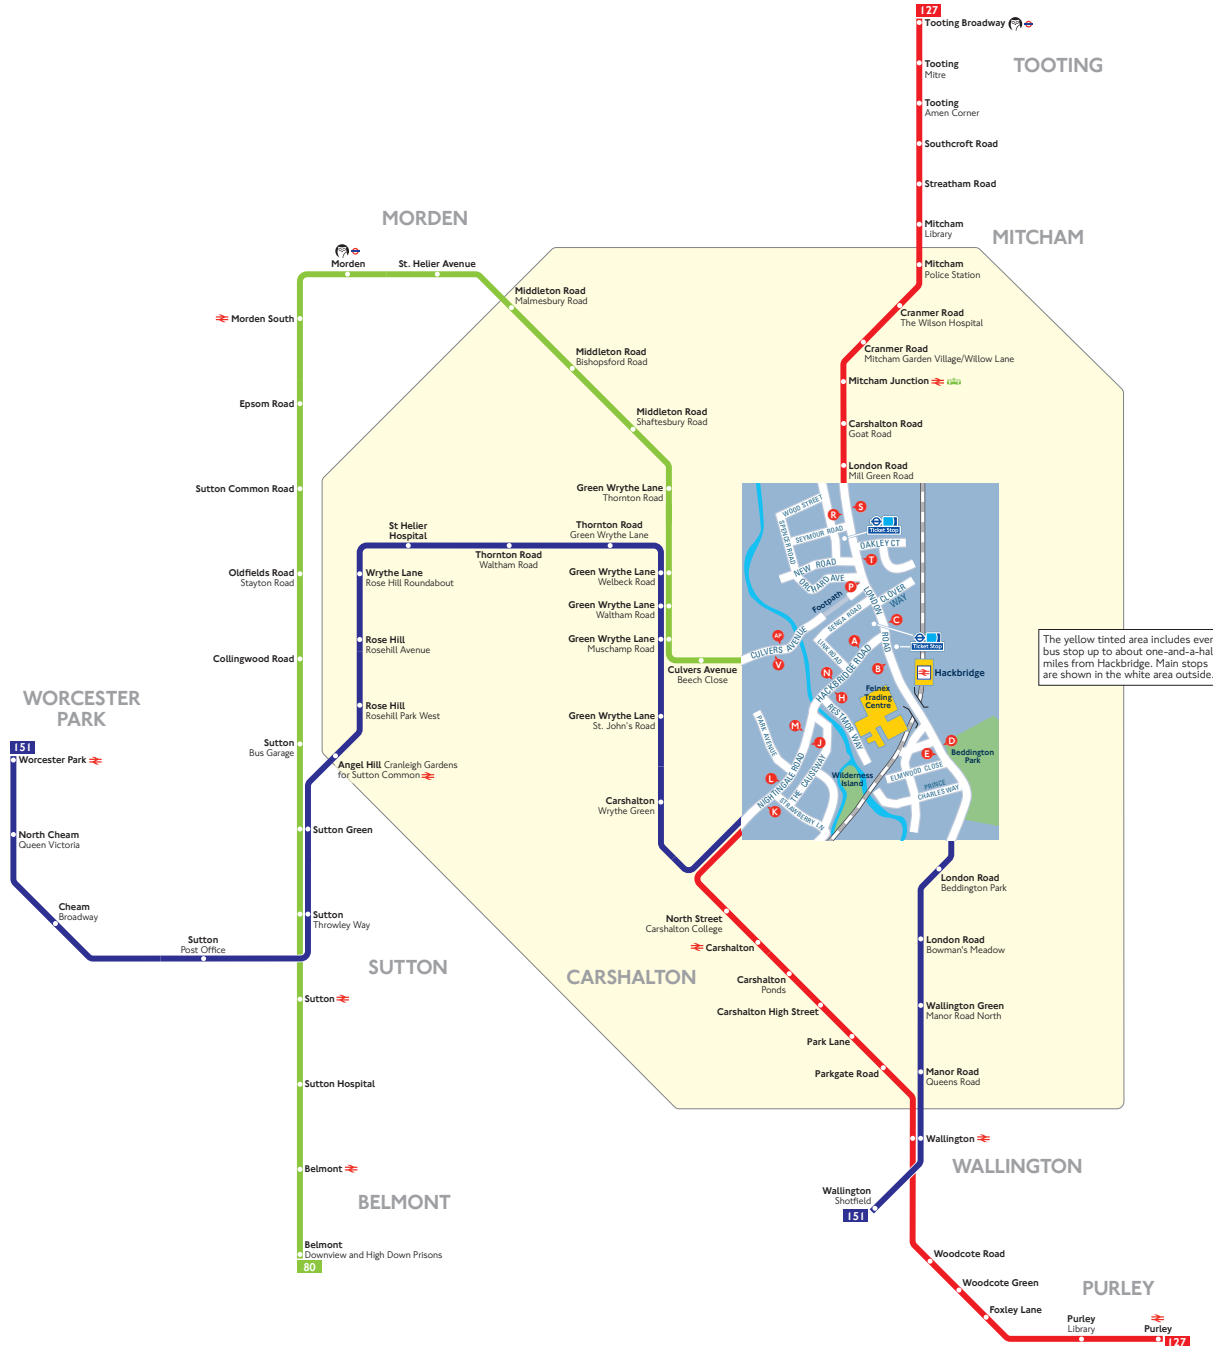 127
Tooting Broadway
TOOTING
Tooting
Mitre
Tooting
Amen Corner
Southcroft Road
Streatham Road
Mitcham
Library
MITCHAM
Mitcham
Police Station
Cranmer Road
The Wilson Hospital
Cranmer Road
Mitcham Garden Village/Willow Lane
Mitcham Junction
Carshalton Road
Goat Road
London Road
Mill Green Road
MORDEN
Morden
St. Helier Avenue
Middleton Road
Malmesbury Road
Middleton Road
Bishopsford Road
Middleton Road
Shaftesbury Road
Green Wrythe Lane
Thornton Road
Morden South
Epsom Road
Sutton Common Road
Oldfields Road
Stayton Road
Collingwood Road
Sutton
Bus Garage
St Helier
Hospital
Thornton Road
Green Wrythe Lane
Thornton Road
Waltham Road
Wrythe Lane
Rose Hill Roundabout
Rose Hill
Rosehill Avenue
Rose Hill
Rosehill Park West
Angel Hill Cranleigh Gardens
for Sutton Common
Green Wrythe Lane
Welbeck Road
Green Wrythe Lane
Waltham Road
Green Wrythe Lane
Muschamp Road
Culvers Avenue
Beech Close
Green Wrythe Lane
St. John's Road
Carshalton
Wrythe Green
WOOD STREET
SPENCER ROAD
SEYMOUR ROAD
R
S
Ticket Stop
OAKLEY CT
NEW ROAD
T
ORCHARD AVE
P
Footpath
LONDON
ROAD
CLOVER
WAY
SENGA ROAD
C
AP
CULVERS AVENUE
V
LINK ROAD
A
Ticket Stop
HACKBRIDGE ROAD
B
N
H
Hackbridge
Felnex
Trading
Centre
RESTMOR WAY
PARK AVENUE
M
J
D
E
Beddington
Park
ELMWOOD CLOSE
PRINCE
CHARLES WAY
Wilderness
Island
L
NIGHTINGALE ROAD
THE CAUSEWAY
K
STRAWBERRY LN
The yellow tinted area includes ever
bus stop up to about one-and-a-hal
miles from Hackbridge. Main stops
are shown in the white area outside.
WORCESTER
PARK
151
Worcester Park
North Cheam
Queen Victoria
Cheam
Broadway
Sutton
Post Office
Sutton Green
Sutton
Throwley Way
SUTTON
Sutton
Sutton Hospital
Belmont
BELMONT
Belmont
Downview and High Down Prisons
80
CARSHALTON
North Street
Carshalton College
Carshalton
Carshalton
Ponds
Carshalton High Street
Park Lane
Parkgate Road
London Road
Beddington Park
London Road
Bowman's Meadow
Wallington Green
Manor Road North
Manor Road
Queens Road
Wallington
WALLINGTON
Wallington
Shotfield
151
Woodcote Road
Woodcote Green
Foxley Lane
PURLEY
Purley
Library
Purley
127